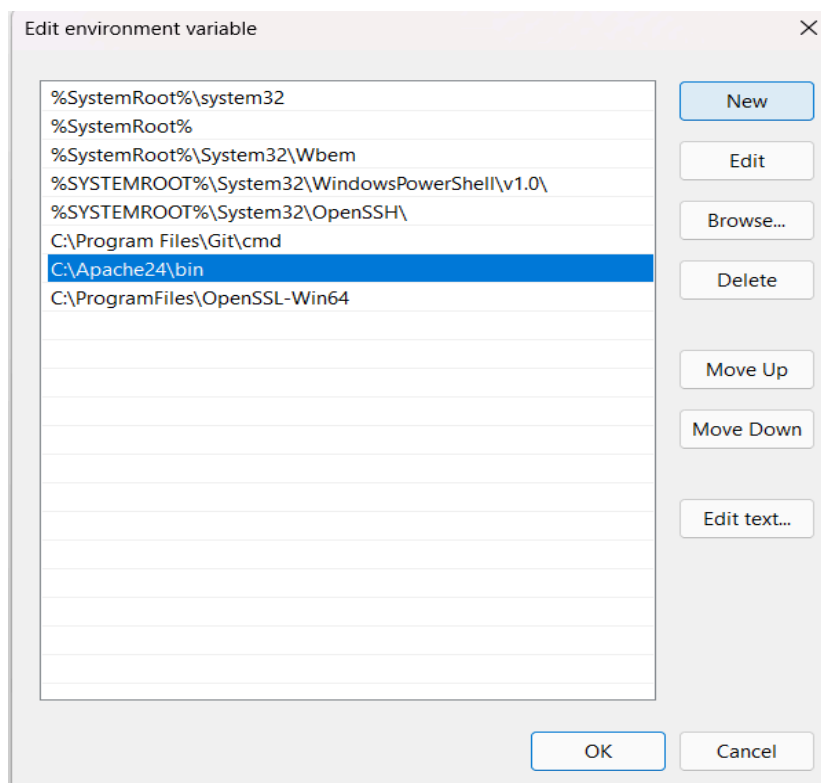 Edit environment variable
%SystemRoot%\system32
%SystemRoot%
%SystemRoot%\System32\Wbem
%SYSTEMROOT%\System32\WindowsPowerShell\v1.0\
%SYSTEMROOT%\System32\OpenSSH\
C:\Program Files\Git\cmd
C:\Apache24\bin
C:\ProgramFiles\OpenSSL-Win64
New
Edit
Browse...
Delete
Move Up
Move Down
Edit text...
OK
Cancel